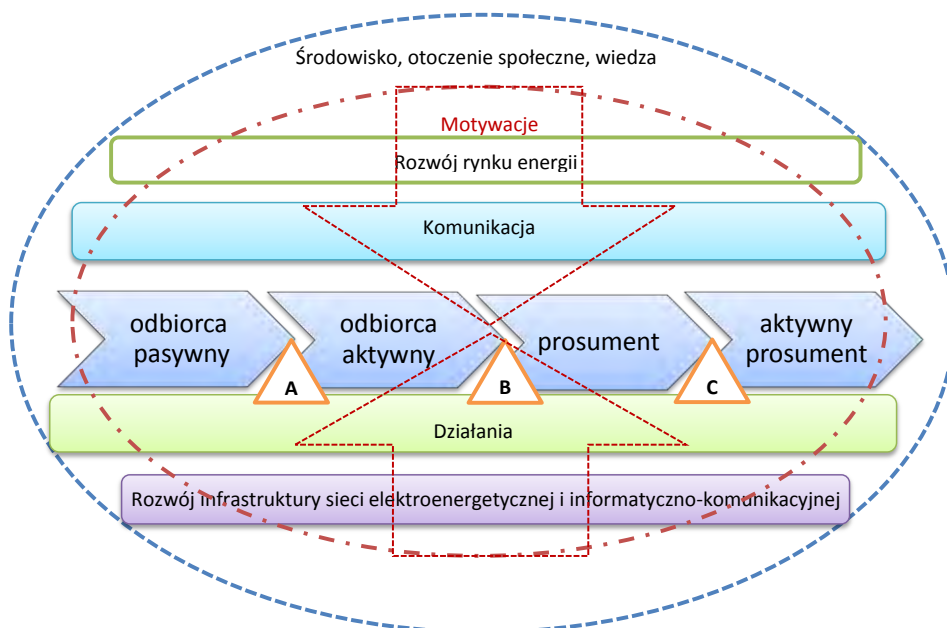 Środowisko, otoczenie społeczne, wiedza
Motywacje
Rozwój rynku energii
Komunikacja
odbiorca
pasywny
odbiorca
aktywny
prosument
aktywny
prosument
A
B
C
Działania
Rozwój infrastruktury sieci elektroenergetycznej i informatyczno-komunikacyjnej